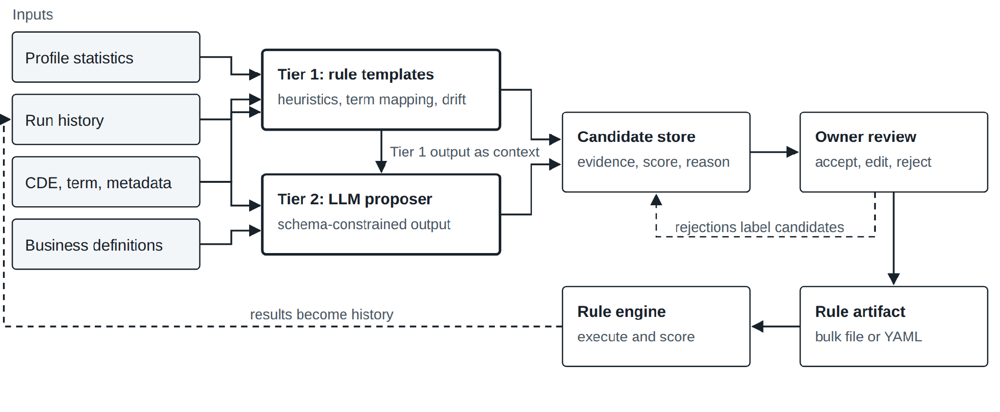 Inputs
Profile statistics
Run history
CDE, term, metadata
Business definitions
Tier 1: rule templates
heuristics, term mapping, drift
Tier 1 output as context
Tier 2: LLM proposer
schema-constrained output
Candidate store
evidence, score, reason
Owner review
accept, edit, reject
rejections label candidates
results become history
Rule engine
execute and score
Rule artifact
bulk file or YAML